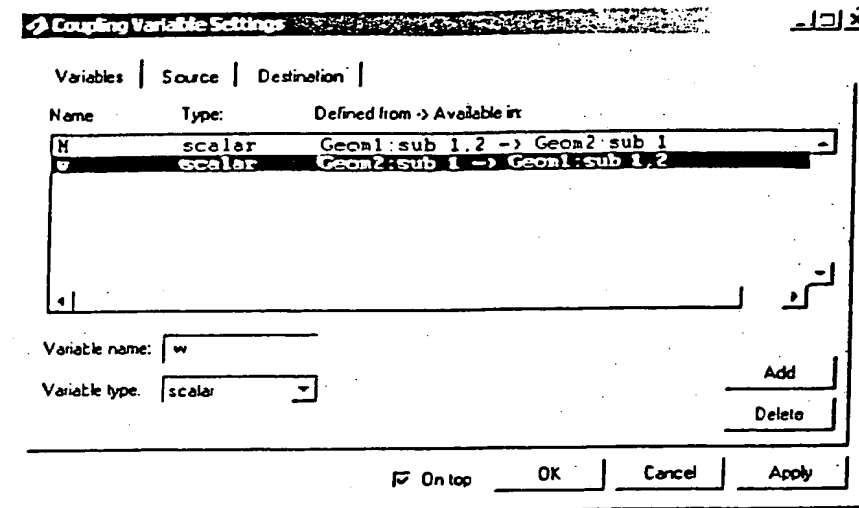 Coupling Variable Settings
Variables | Source | Destination |
Name Type: Defined from -> Available in:
M scalar Geom1:sub 1,2 -> Geom2:sub 1
w scalar Geom2:sub 1 -> Geom1:sub 1,2
Variable name: w
Variable type. scalar
Add
Delete
On top OK Cancel Apply